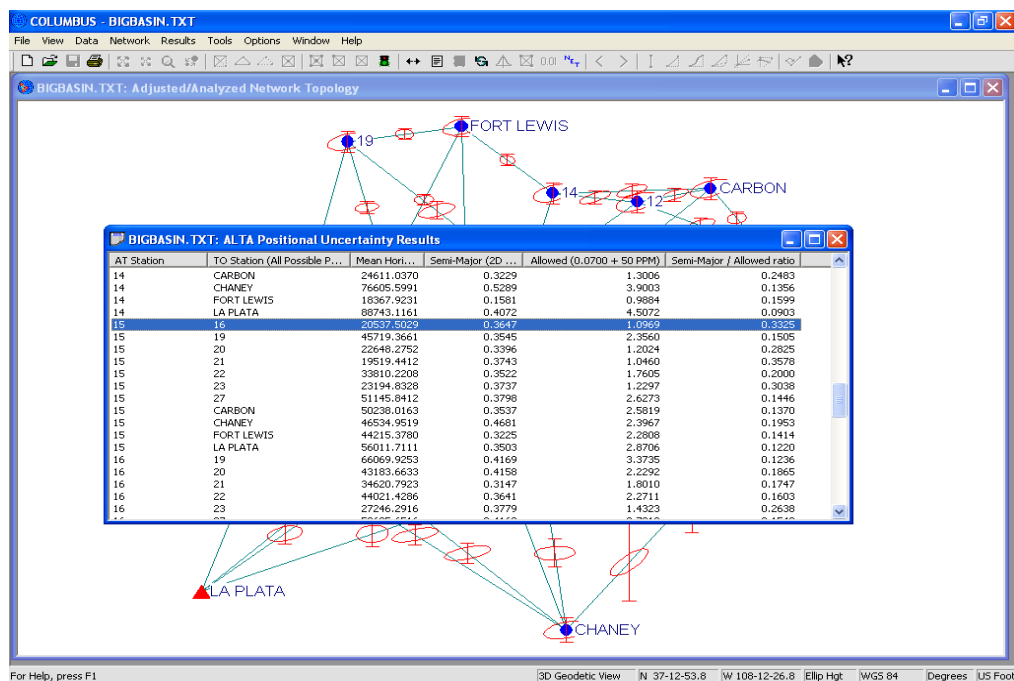 COLUMBUS - BIGBASIN.TXT
File View Data Network Results Tools Options Window Help
0.01 NET
BIGBASIN.TXT: Adjusted/Analyzed Network Topology
FORT LEWIS
19
14
CARBON
12
BIGBASIN.TXT: ALTA Positional Uncertainty Results
AT Station TO Station (All Possible P... Mean Hori... Semi-Major (2D ... Allowed (0.0700 + 50 PPM) Semi-Major / Allowed ratio
14 CARBON 24611.0370 0.3229 1.3006 0.2483
14 CHANEY 76605.5991 0.5289 3.9003 0.1356
14 FORT LEWIS 18367.9231 0.1581 0.9884 0.1599
14 LA PLATA 88743.1161 0.4072 4.5072 0.0903
15 16 20537.5029 0.3647 1.0969 0.3325
15 19 45719.3661 0.3545 2.3560 0.1505
15 20 22648.2752 0.3396 1.2024 0.2825
15 21 19519.4412 0.3743 1.0460 0.3578
15 22 33810.2208 0.3522 1.7605 0.2000
15 23 23194.8328 0.3737 1.2297 0.3038
15 27 51145.8412 0.3798 2.6273 0.1446
15 CARBON 50238.0163 0.3537 2.5819 0.1370
15 CHANEY 46534.9519 0.4681 2.3967 0.1953
15 FORT LEWIS 44215.3780 0.3225 2.2808 0.1414
15 LA PLATA 56011.7111 0.3503 2.8706 0.1220
16 19 66069.9253 0.4169 3.3735 0.1236
16 20 43183.6633 0.4158 2.2292 0.1865
16 21 34620.7923 0.3147 1.8010 0.1747
16 22 44021.4286 0.3641 2.2711 0.1603
16 23 27246.2916 0.3779 1.4323 0.2638
LA PLATA
CHANEY
For Help, press F1 3D Geodetic View N 37-12-53.8 W 108-12-26.8 Ellip Hgt WGS 84 Degrees US Foot